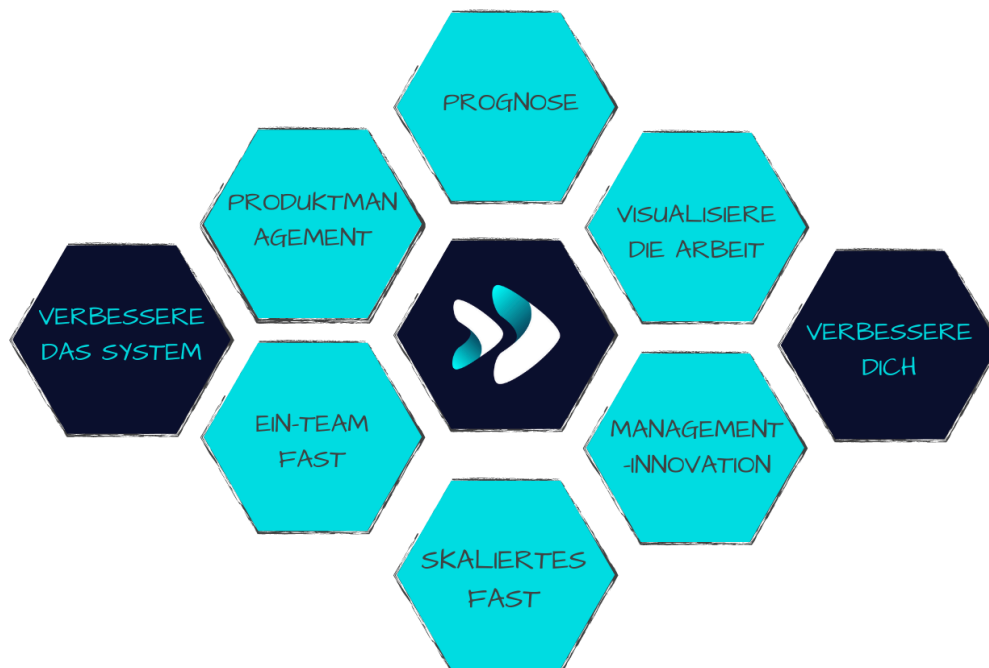 PROGNOSE
PRODUKTMAN
AGEMENT
VISUALISIERE
DIE ARBEIT
VERBESSERE
DAS SYSTEM
VERBESSERE
DICH
EIN-TEAM
FAST
MANAGEMENT
-INNOVATION
SKALIERTES
FAST